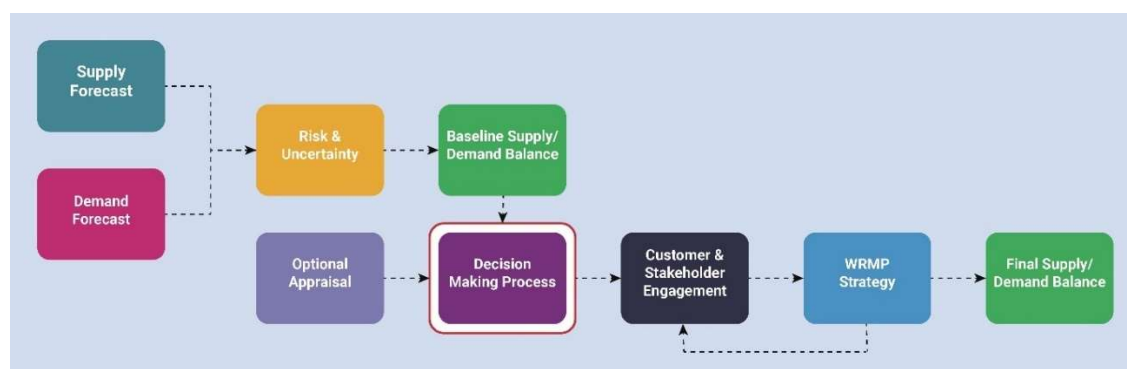 Supply
Forecast
Risk &
Uncertainty
Baseline Supply/
Demand Balance
Demand
Forecast
Optional
Appraisal
Decision
Making Process
Customer &
Stakeholder
Engagement
WRMP
Strategy
Final Supply/
Demand Balance